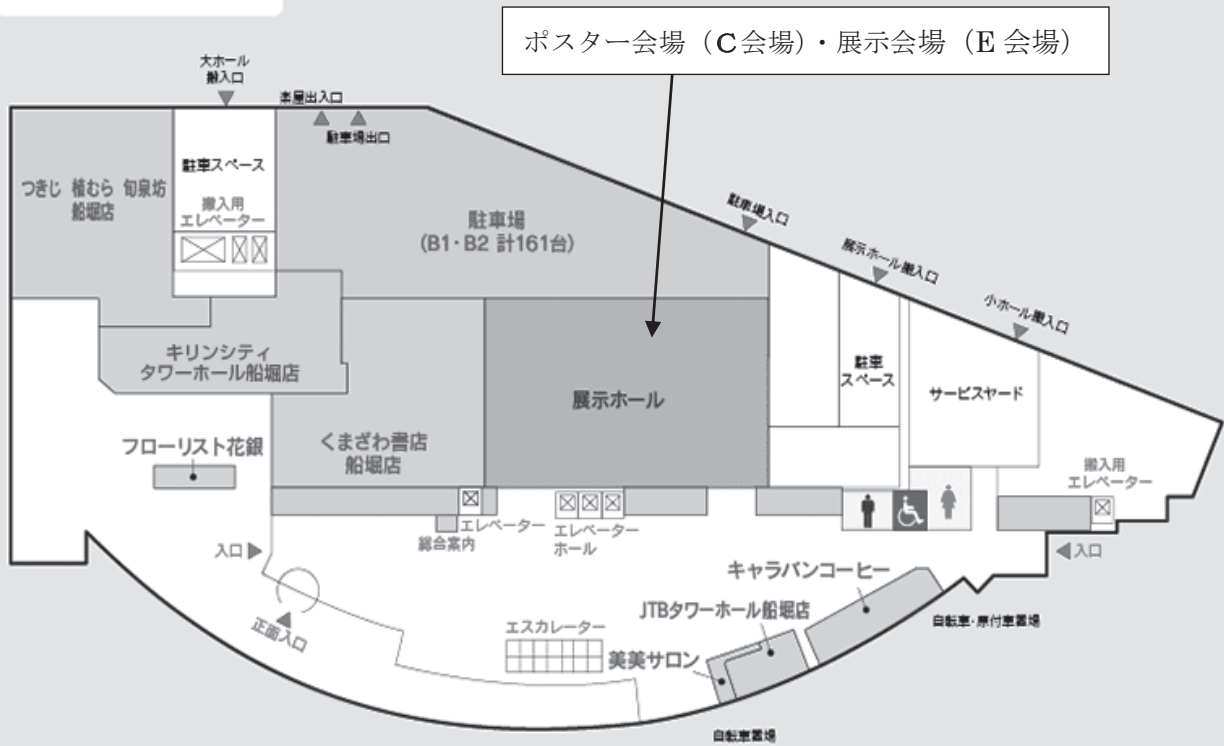 ポスター会場（C会場）・展示会場（E 会場）
大ホール
搬入口
楽屋出入口
駐車場出口
駐車スペース
搬入用
エレベーター
つきじ 植むら 旬泉坊
船堀店
駐車場
（B1・B2 計161台）
駐車場入口
展示ホール搬入口
小ホール搬入口
キリンシティ
タワーホール船堀店
展示ホール
駐車
スペース
サービスヤード
フローリスト花銀
くまざわ書店
船堀店
搬入用
エレベーター
エレベーター
総合案内
エレベーター
ホール
入口
入口
キャラバンコーヒー
JTBタワーホール船堀店
正面入口
エスカレーター
美美サロン
自転車・原付車置場
自転車置場